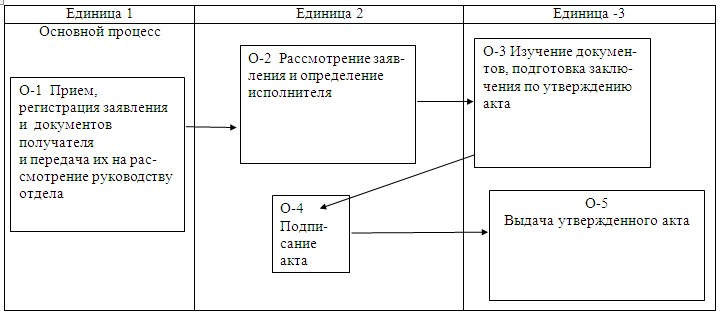 Единица 1
Единица 2
Единица -3
Основной процесс
О-1  Прием,
регистрация заявления
и  документов
получателя
и передача их на рас-
смотрение руководству
отдела
О-2  Рассмотрение заяв-
ления и определение
исполнителя
О-3 Изучение докумен-
тов, подготовка заклю-
чения по утверждению
акта
О-4
Подпи-
сание
акта
О-5
Выдача утвержденного акта